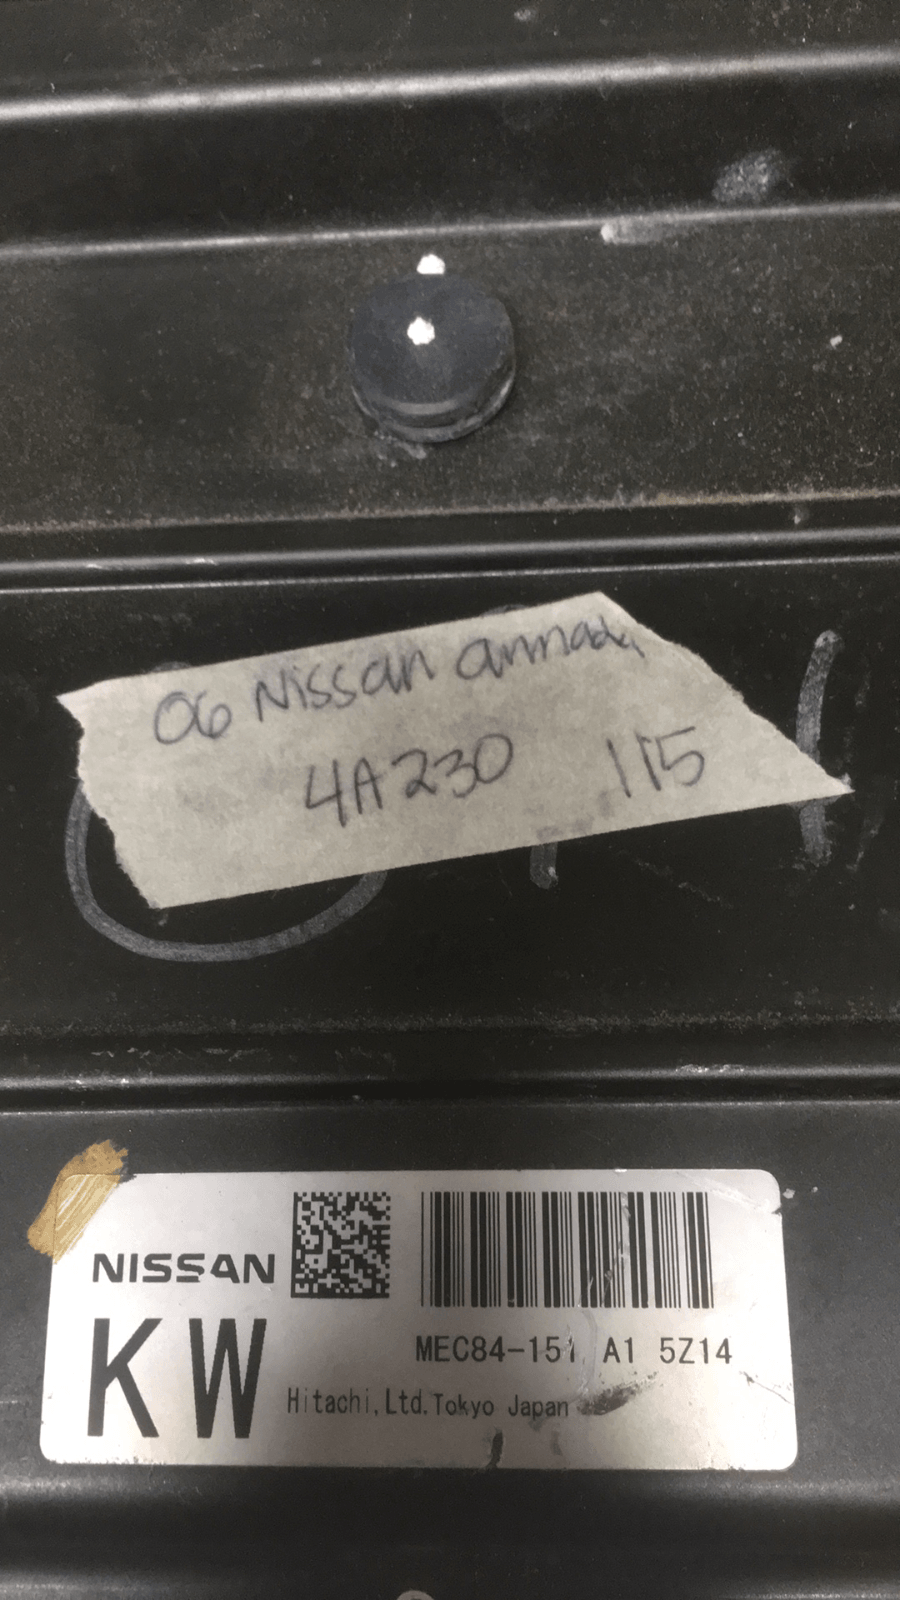 06 Nissan armada
4A230 115
NISSAN
KW
MEC84-151 A1 5Z14
Hitachi,Ltd.Tokyo Japan